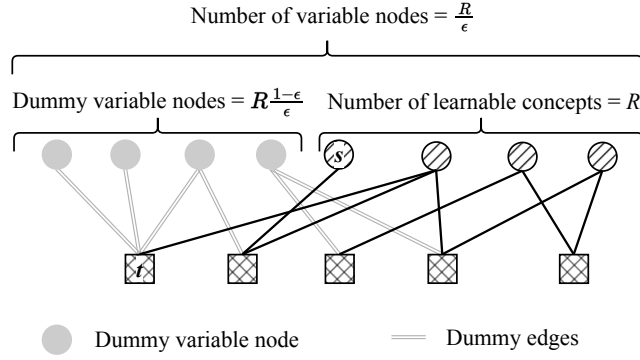 Number of variable nodes = R/ϵ
Dummy variable nodes = R (1−ϵ)/ϵ
Number of learnable concepts = R
s
t
Dummy variable node
Dummy edges